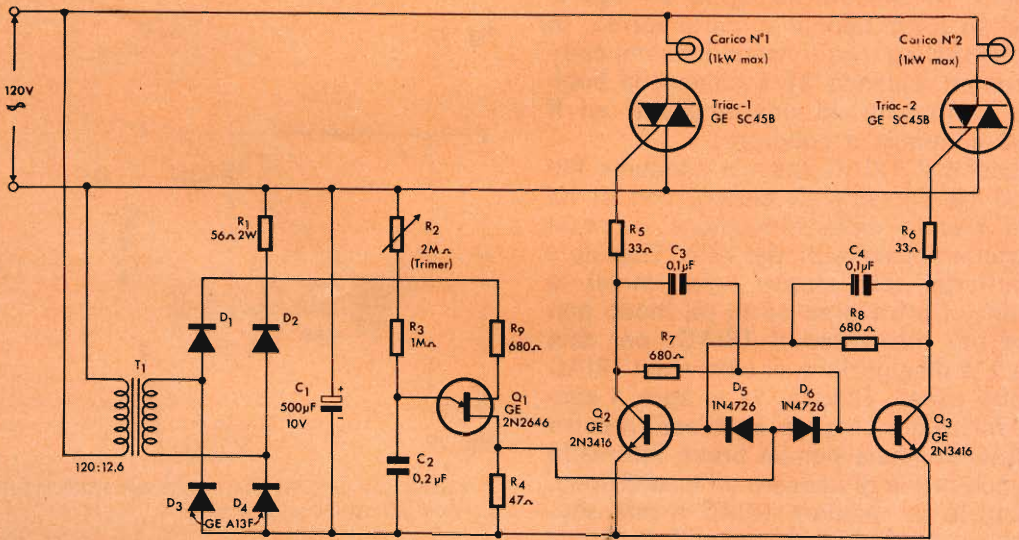 120V
Carico N°1
(1kW max)
Triac-1
GE SC45B
Carico N°2
(1kW max)
Triac-2
GE SC45B
R1
56Ω 2W
R2
2MΩ
(Trimer)
R5
33Ω
C3
0,1µF
C4
0,1µF
R6
33Ω
D1
D2
R3
1MΩ
R9
680Ω
R7
680Ω
R8
680Ω
T1
120:12,6
C1
500µF
10V
+
-
Q1
GE
2N2646
Q2
GE
2N3416
D5
1N4726
D6
1N4726
Q3
GE
2N3416
C2
0,2 µF
R4
47Ω
D3
D4
GE A13F